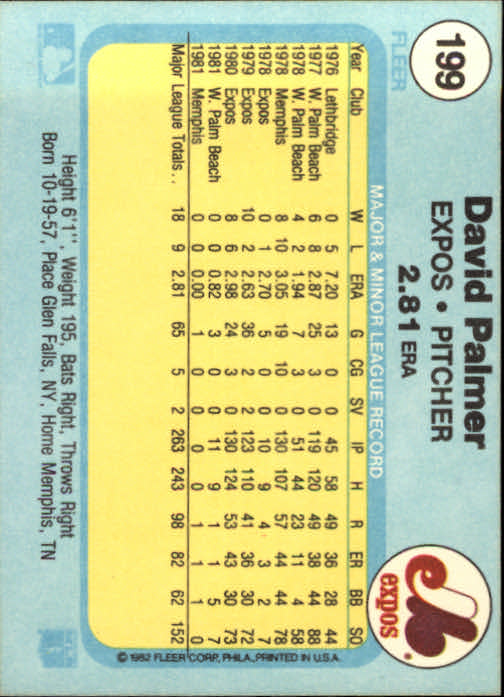 199
FLEER
David Palmer
EXPOS • PITCHER
2.81 ERA
expos
MAJOR & MINOR LEAGUE RECORD
Year Club W L ERA G CG SV IP H R ER BB SO
1976 Lethbridge 0 5 7.20 13 0 0 45 58 49 36 28 44
1977 W. Palm Beach 6 8 2.87 25 3 0 119 120 49 38 44 88
1978 W. Palm Beach 4 2 1.94 7 3 0 51 44 23 11 4 58
1978 Memphis 8 10 3.05 19 10 0 130 107 57 44 44 78
1978 Expos 0 1 2.70 5 0 0 10 9 4 3 2 7
1979 Expos 10 2 2.63 36 2 2 123 110 41 36 30 72
1980 Expos 8 6 2.98 24 3 0 130 124 53 43 30 73
1981 W. Palm Beach 0 0 0.82 3 0 0 11 9 1 1 5 7
1981 Memphis 0 0 0.00 1 0 0 1 1 1 0 1 0
Major League Totals . . 18 9 2.81 65 5 2 263 243 98 82 62 152
© 1982 FLEER CORP., PHILA., PRINTED IN U.S.A.
Height 6'1", Weight 195, Bats Right, Throws Right
Born 10-19-57, Place Glen Falls, NY, Home Memphis, TN